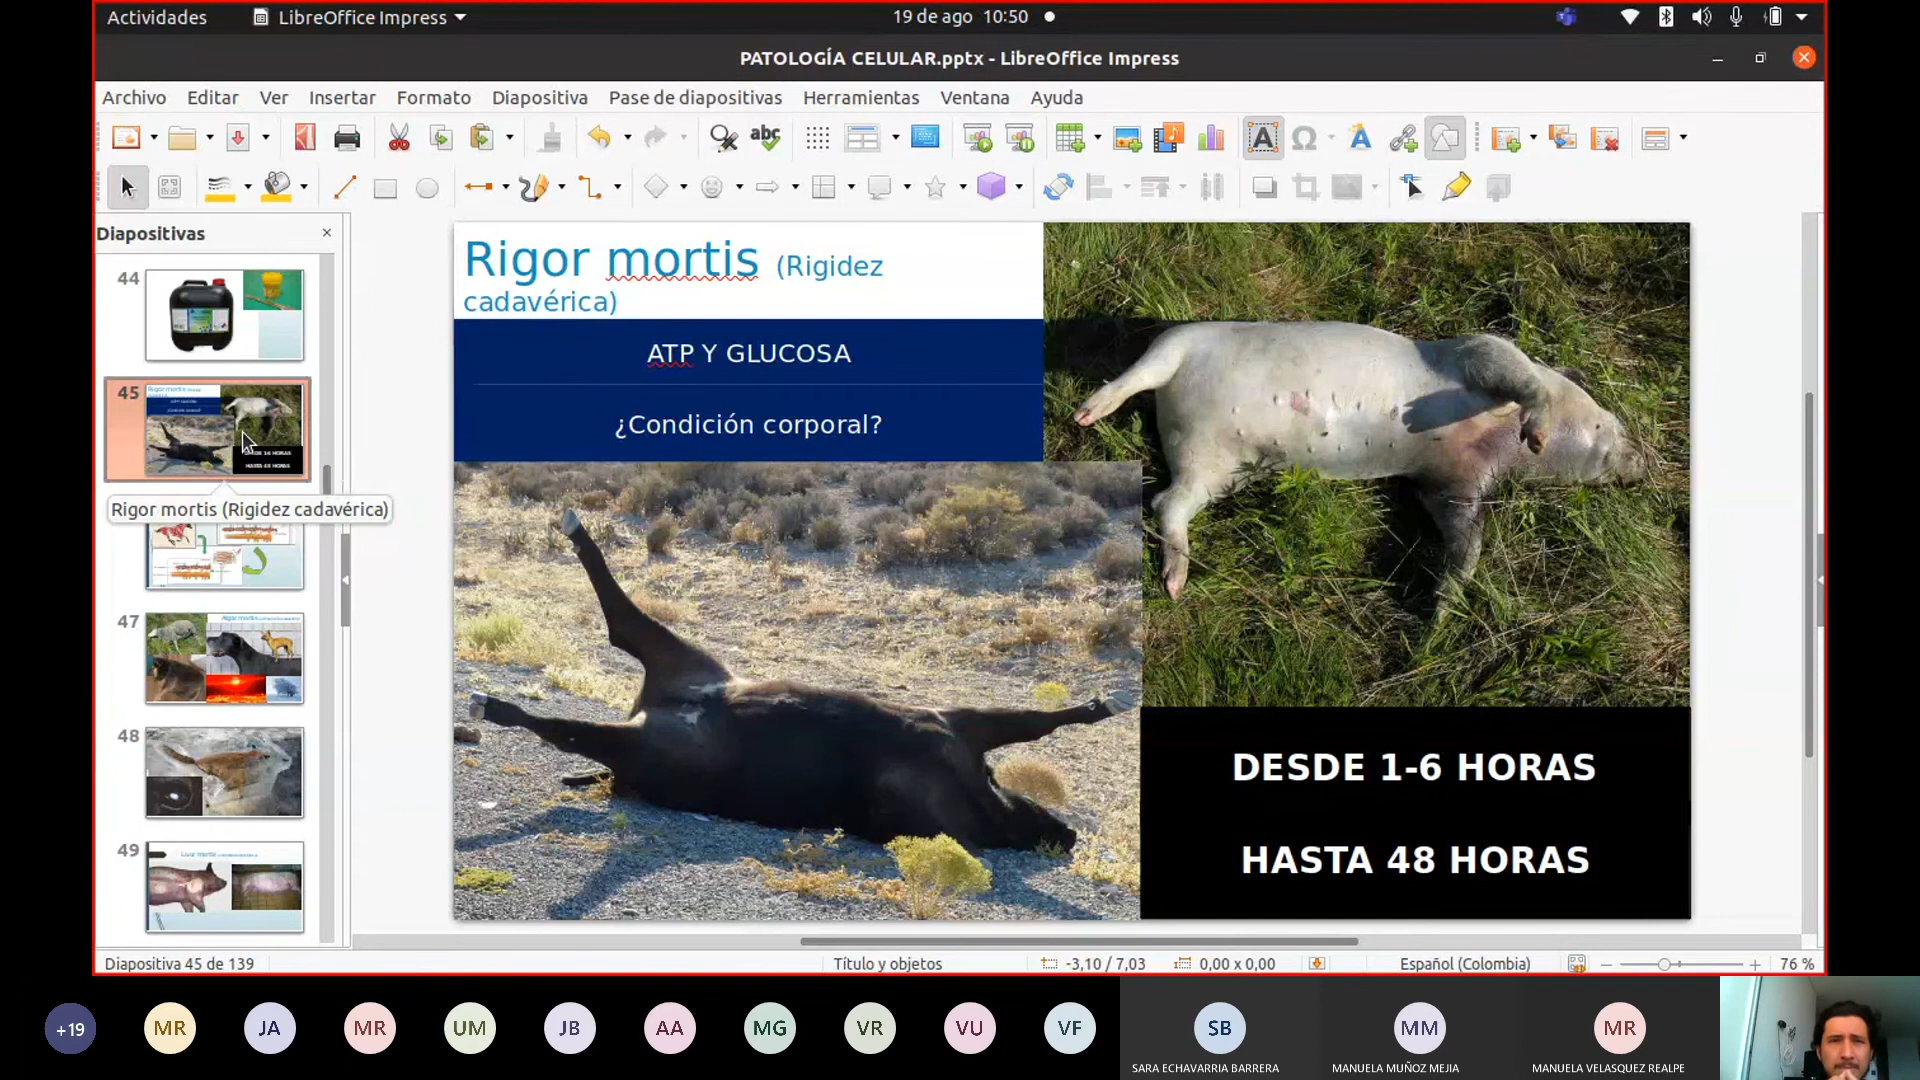 Actividades
LibreOffice Impress
19 de ago 10:50
PATOLOGÍA CELULAR.pptx - LibreOffice Impress
Archivo Editar Ver Insertar Formato Diapositiva Pase de diapositivas Herramientas Ventana Ayuda
Diapositivas
44
45
Rigor mortis (Rigidez cadavérica)
47
48
49
Rigor mortis (Rigidez
cadavérica)
ATP Y GLUCOSA
¿Condición corporal?
DESDE 1-6 HORAS
HASTA 48 HORAS
Diapositiva 45 de 139
Título y objetos
-3,10 / 7,03
0,00 x 0,00
Español (Colombia)
76 %
+19 MR JA MR UM JB AA MG VR VU VF SB MM MR
SARA ECHAVARRIA BARRERA
MANUELA MUÑOZ MEJIA
MANUELA VELASQUEZ REALPE